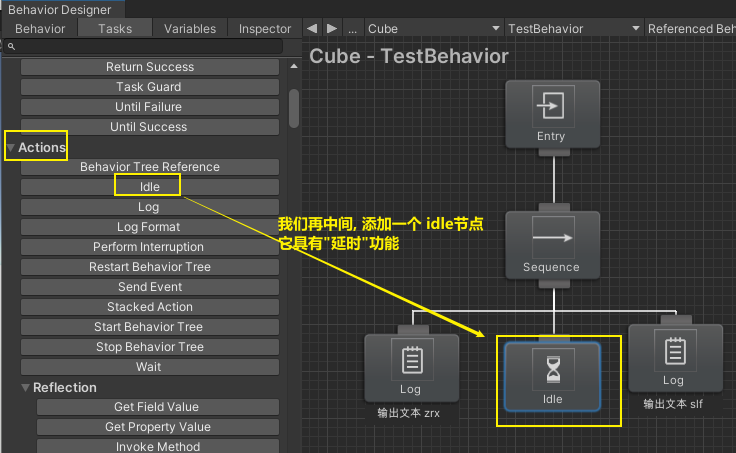 Behavior Designer
Behavior Tasks Variables Inspector ... Cube TestBehavior Referenced Beh
Return Success
Task Guard
Until Failure
Until Success
Actions
Behavior Tree Reference
Idle
Log
Log Format
Perform Interruption
Restart Behavior Tree
Send Event
Stacked Action
Start Behavior Tree
Stop Behavior Tree
Wait
Reflection
Get Field Value
Get Property Value
Invoke Method
Cube - TestBehavior
Entry
我们再中间, 添加一个 idle节点
它具有"延时"功能
Sequence
Log
输出文本 zrx
Idle
Log
输出文本 slf